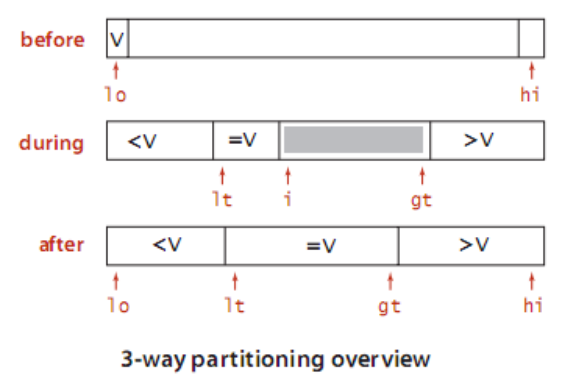 before V
lo hi
during <V =V >V
lt i gt
after <V =V >V
lo lt gt hi
3-way partitioning overview